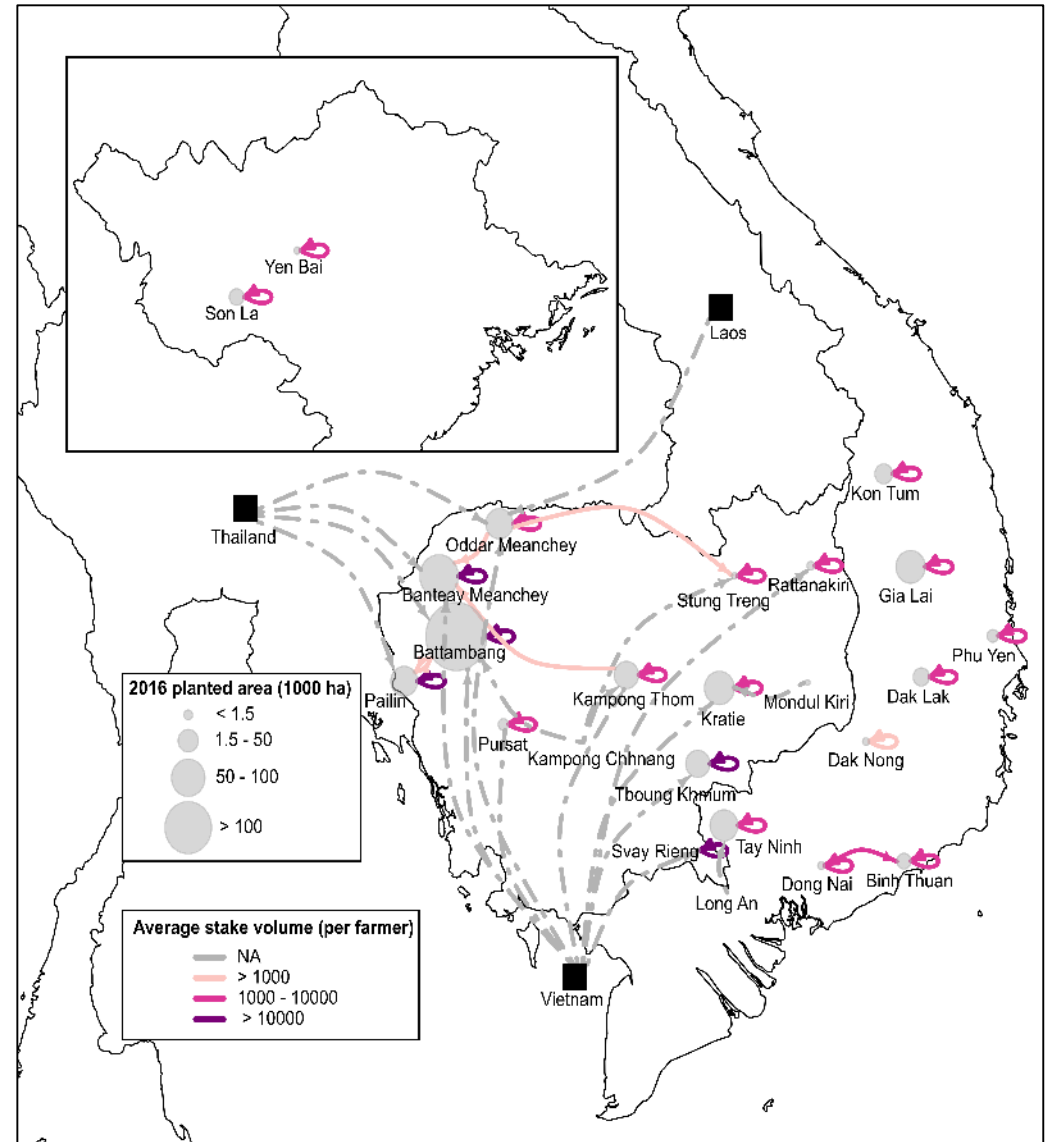 Yen Bai
Son La
Laos
Kon Tum
Thailand
Oddar Meanchey
Banteay Meanchey
Stung Treng
Rattanakiri
Gia Lai
Battambang
Phu Yen
Pailin
Kampong Thom
Kratie
Mondul Kiri
Dak Lak
Pursat
Kampong Chhnang
Dak Nong
Tboung Khmum
Svay Rieng
Tay Ninh
Dong Nai
Binh Thuan
Long An
Vietnam
2016 planted area (1000 ha)
< 1.5
1.5 - 50
50 - 100
> 100
Average stake volume (per farmer)
NA
> 1000
1000 - 10000
> 10000